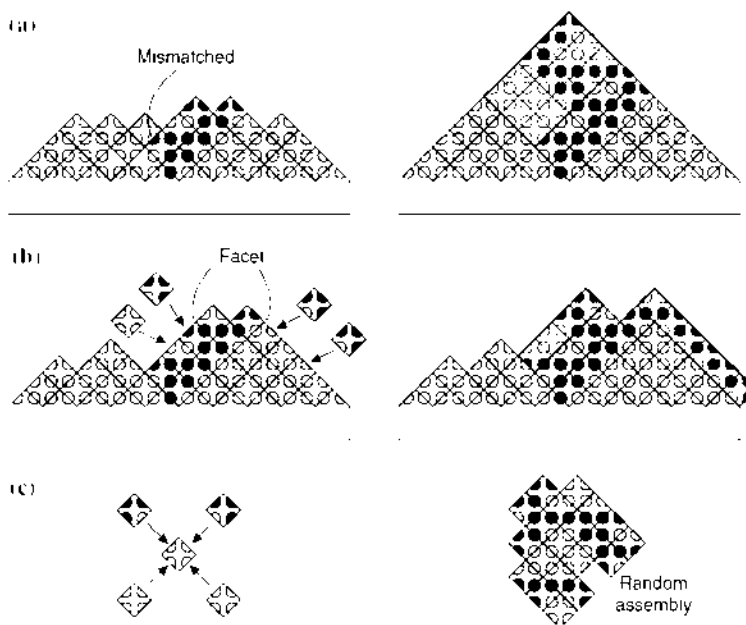 (a)
Mismatched
(b)
Facet
(c)
Random
assembly